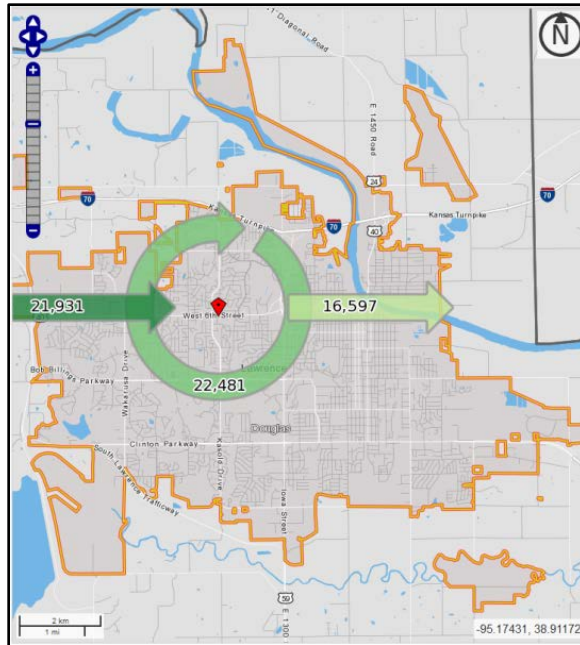 Diagonal Road
N
E 1450 Road
24
70
Kansas Turnpike
70
70
40
21,931
16,597
West 6th Street
22,481
Lawrence
Bob Billings Parkway
Wakarusa Drive
Douglas
Clinton Parkway
South Lawrence Trafficway
Kasold Drive
Iowa Street
59
E 1300
2 km
1 mi
-95.17431, 38.91172